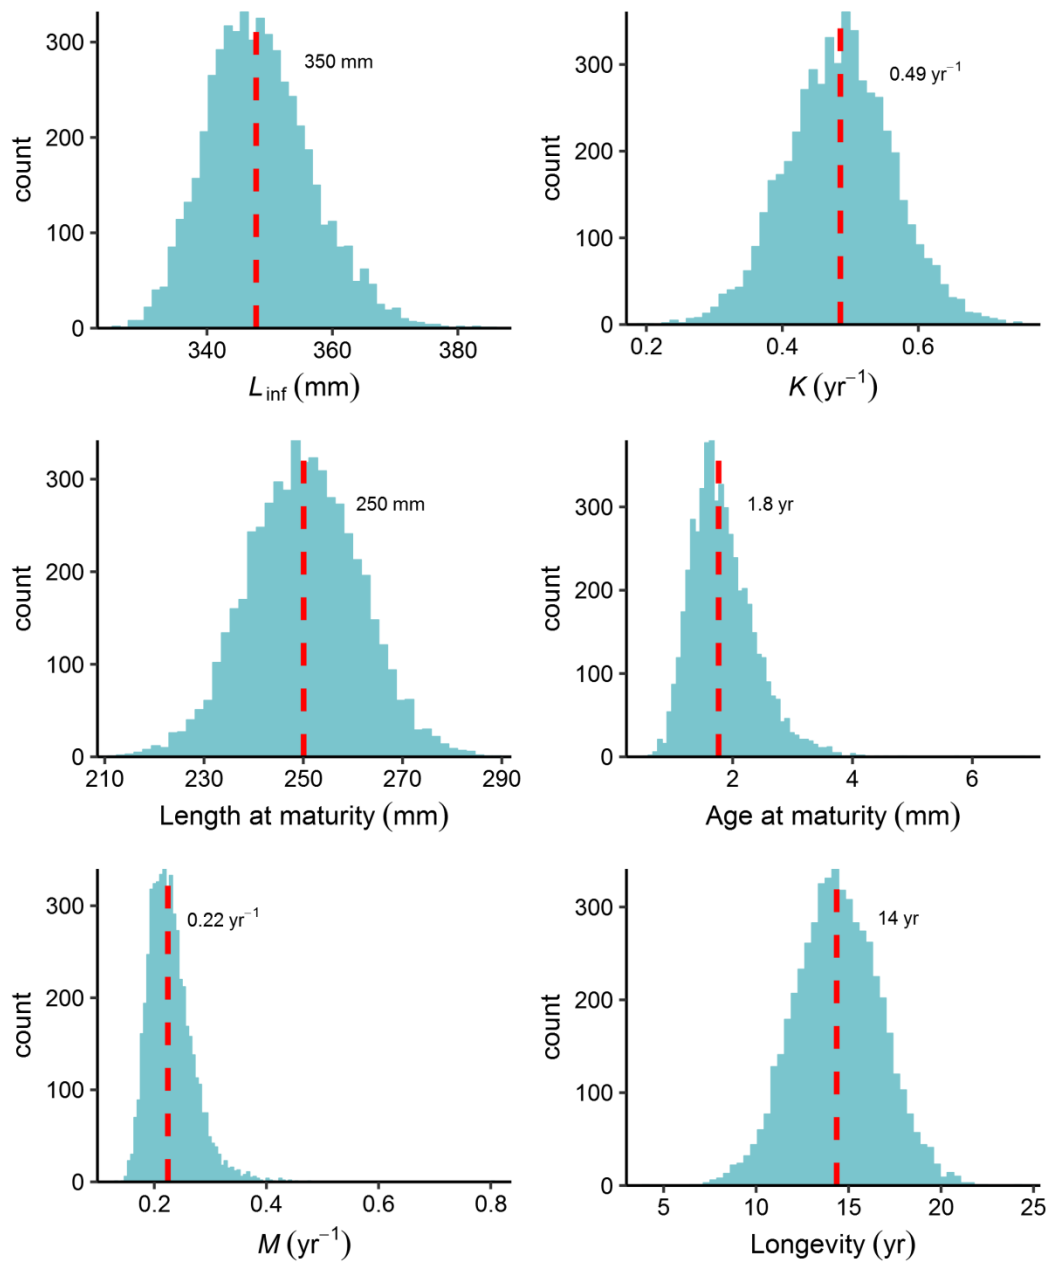 300
200
100
0
count
350 mm
340 360 380
L_inf (mm)
300
200
100
0
count
0.49 yr⁻¹
0.2 0.4 0.6
K (yr⁻¹)
300
200
100
0
count
250 mm
210 230 250 270 290
Length at maturity (mm)
300
200
100
0
count
1.8 yr
2 4 6
Age at maturity (mm)
300
200
100
0
count
0.22 yr⁻¹
0.2 0.4 0.6 0.8
M (yr⁻¹)
300
200
100
0
count
14 yr
5 10 15 20 25
Longevity (yr)